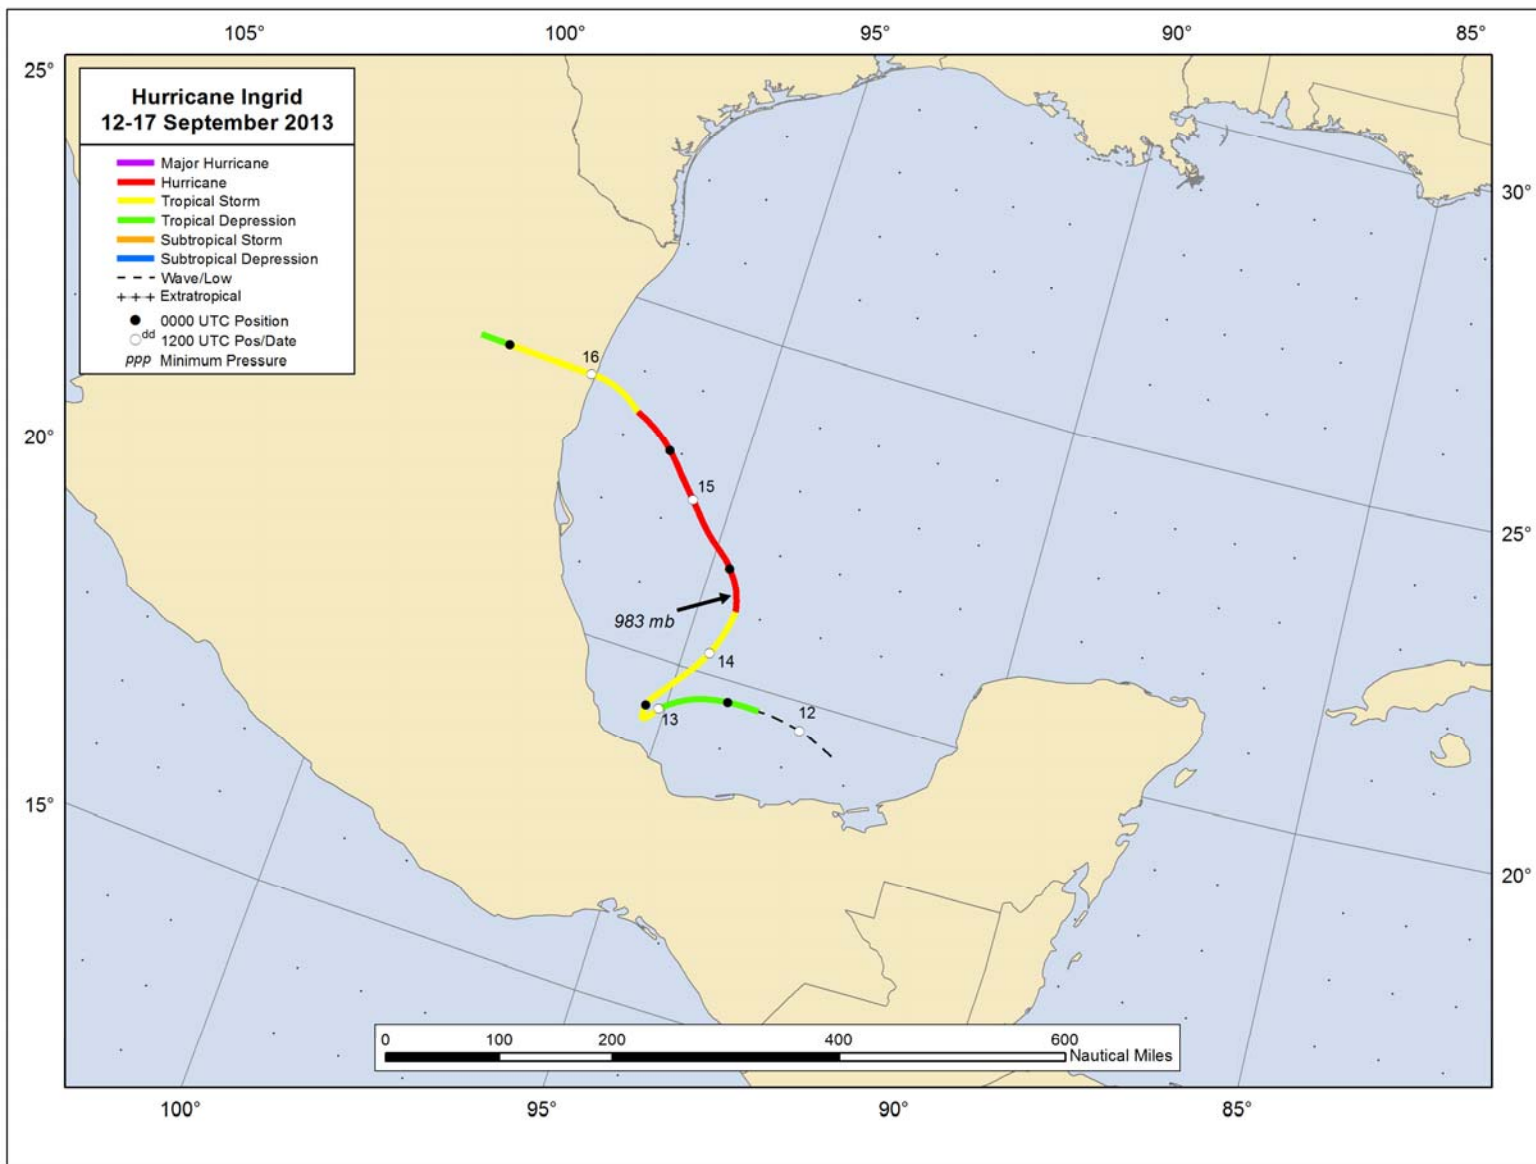 105° 100° 95° 90° 85°
25°
Hurricane Ingrid
12-17 September 2013
Major Hurricane
Hurricane
Tropical Storm
Tropical Depression
Subtropical Storm
Subtropical Depression
Wave/Low
+++ Extratropical
0000 UTC Position
dd 1200 UTC Pos/Date
ppp Minimum Pressure
30°
16
20°
15
25°
983 mb
14
12
13
15°
20°
0 100 200 400 600
Nautical Miles
100° 95° 90° 85°